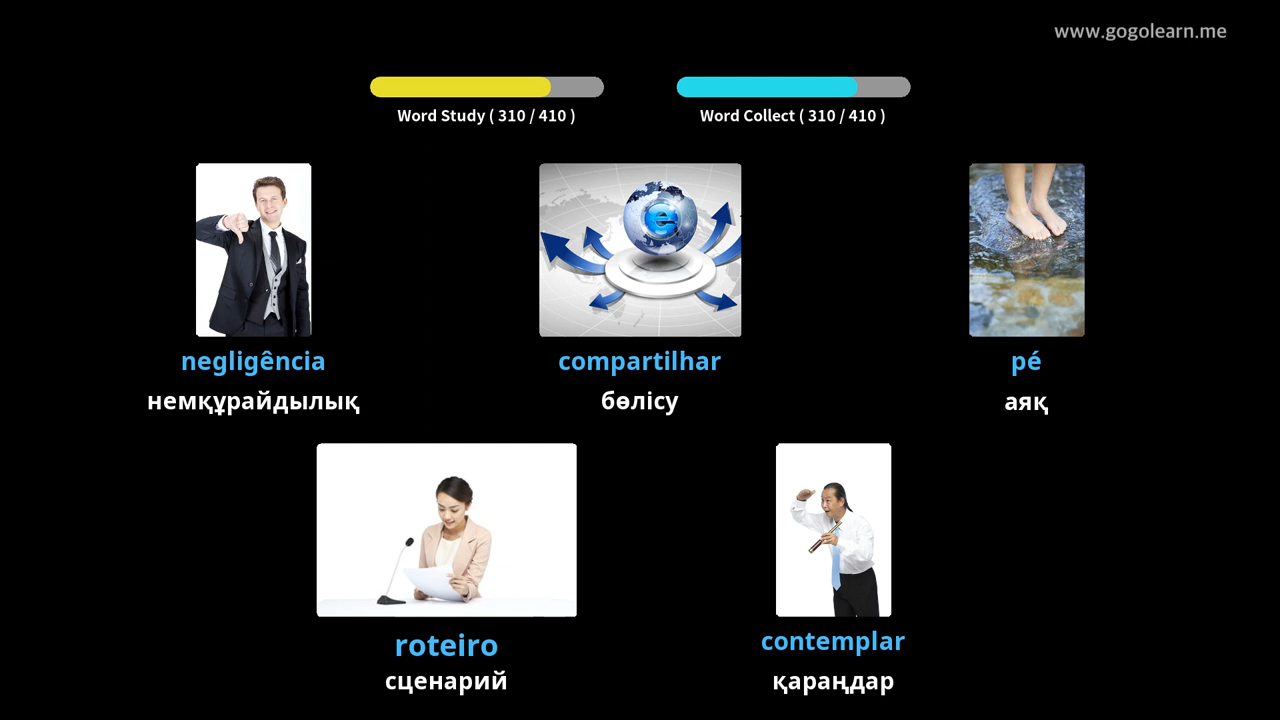 www.gogolearn.me
Word Study ( 310 / 410 )
Word Collect ( 310 / 410 )
negligência
compartilhar
pé
немқұрайдылық
бөлісу
аяқ
roteiro
contemplar
сценарий
қараңдар